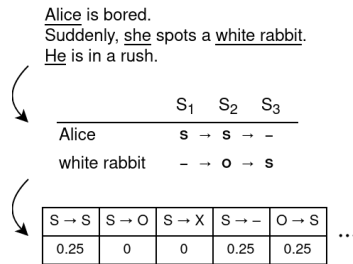 Alice is bored.
Suddenly, she spots a white rabbit.
He is in a rush.
S₁ S₂ S₃
Alice S → S → –
white rabbit – → O → S
S → S S → O S → X S → – O → S
0.25 0 0 0.25 0.25 ...